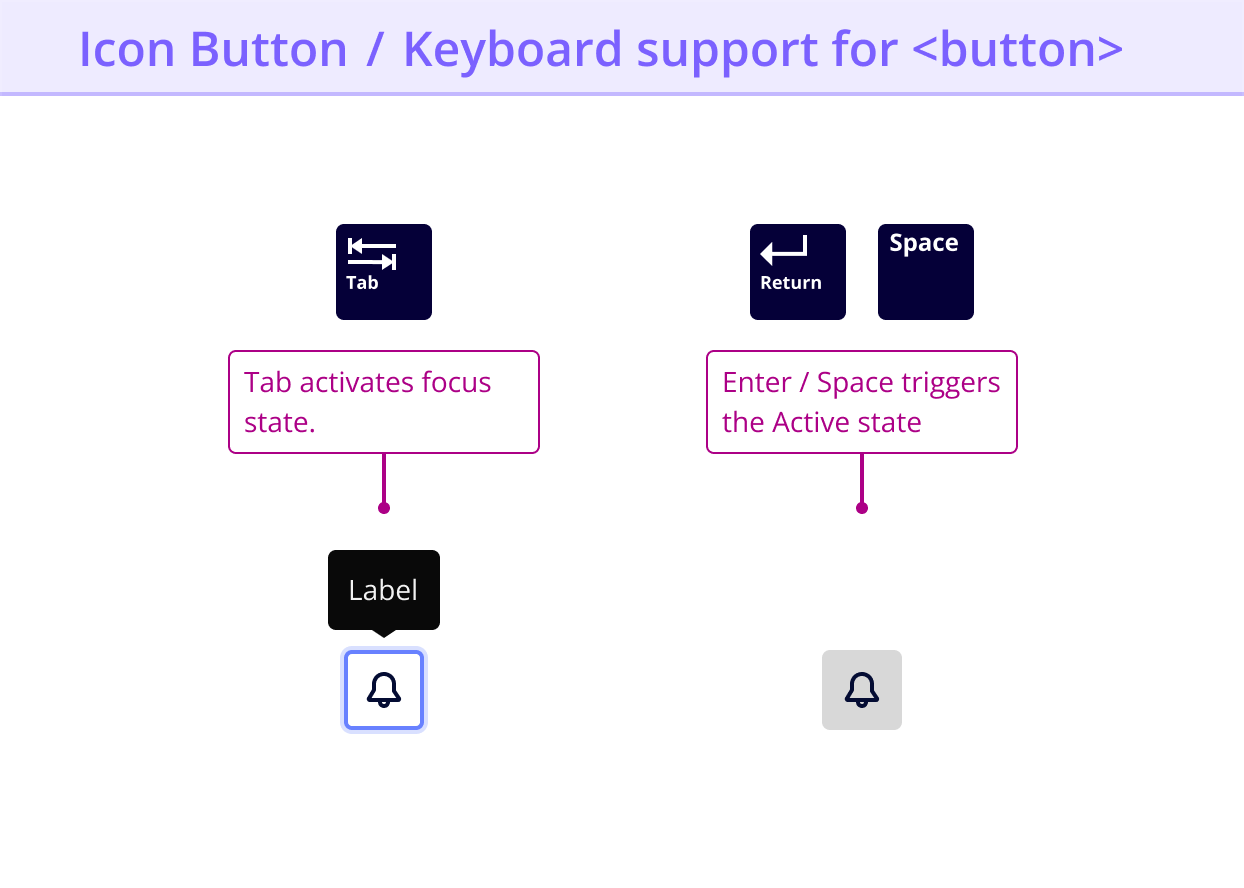 Icon Button / Keyboard support for <button>
Tab
Return
Space
Tab activates focus
state.
Enter / Space triggers
the Active state
Label